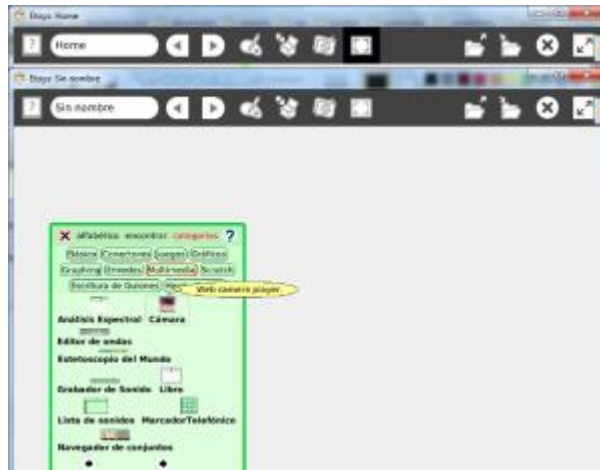 Etoys Home
Home
Etoys Sin nombre
Sin nombre
alfabético encontrar categorías ?
Básico Conectores Juegos Gráficos
Graphing Multimedia Scratch
Escritura de Guiones
Web camera player
Análisis Espectral Cámara
Editor de ondas
Estetoscopio del Mundo
Grabador de Sonido Libro
Lista de sonidos MarcadorTelefónico
Navegador de conjuntos